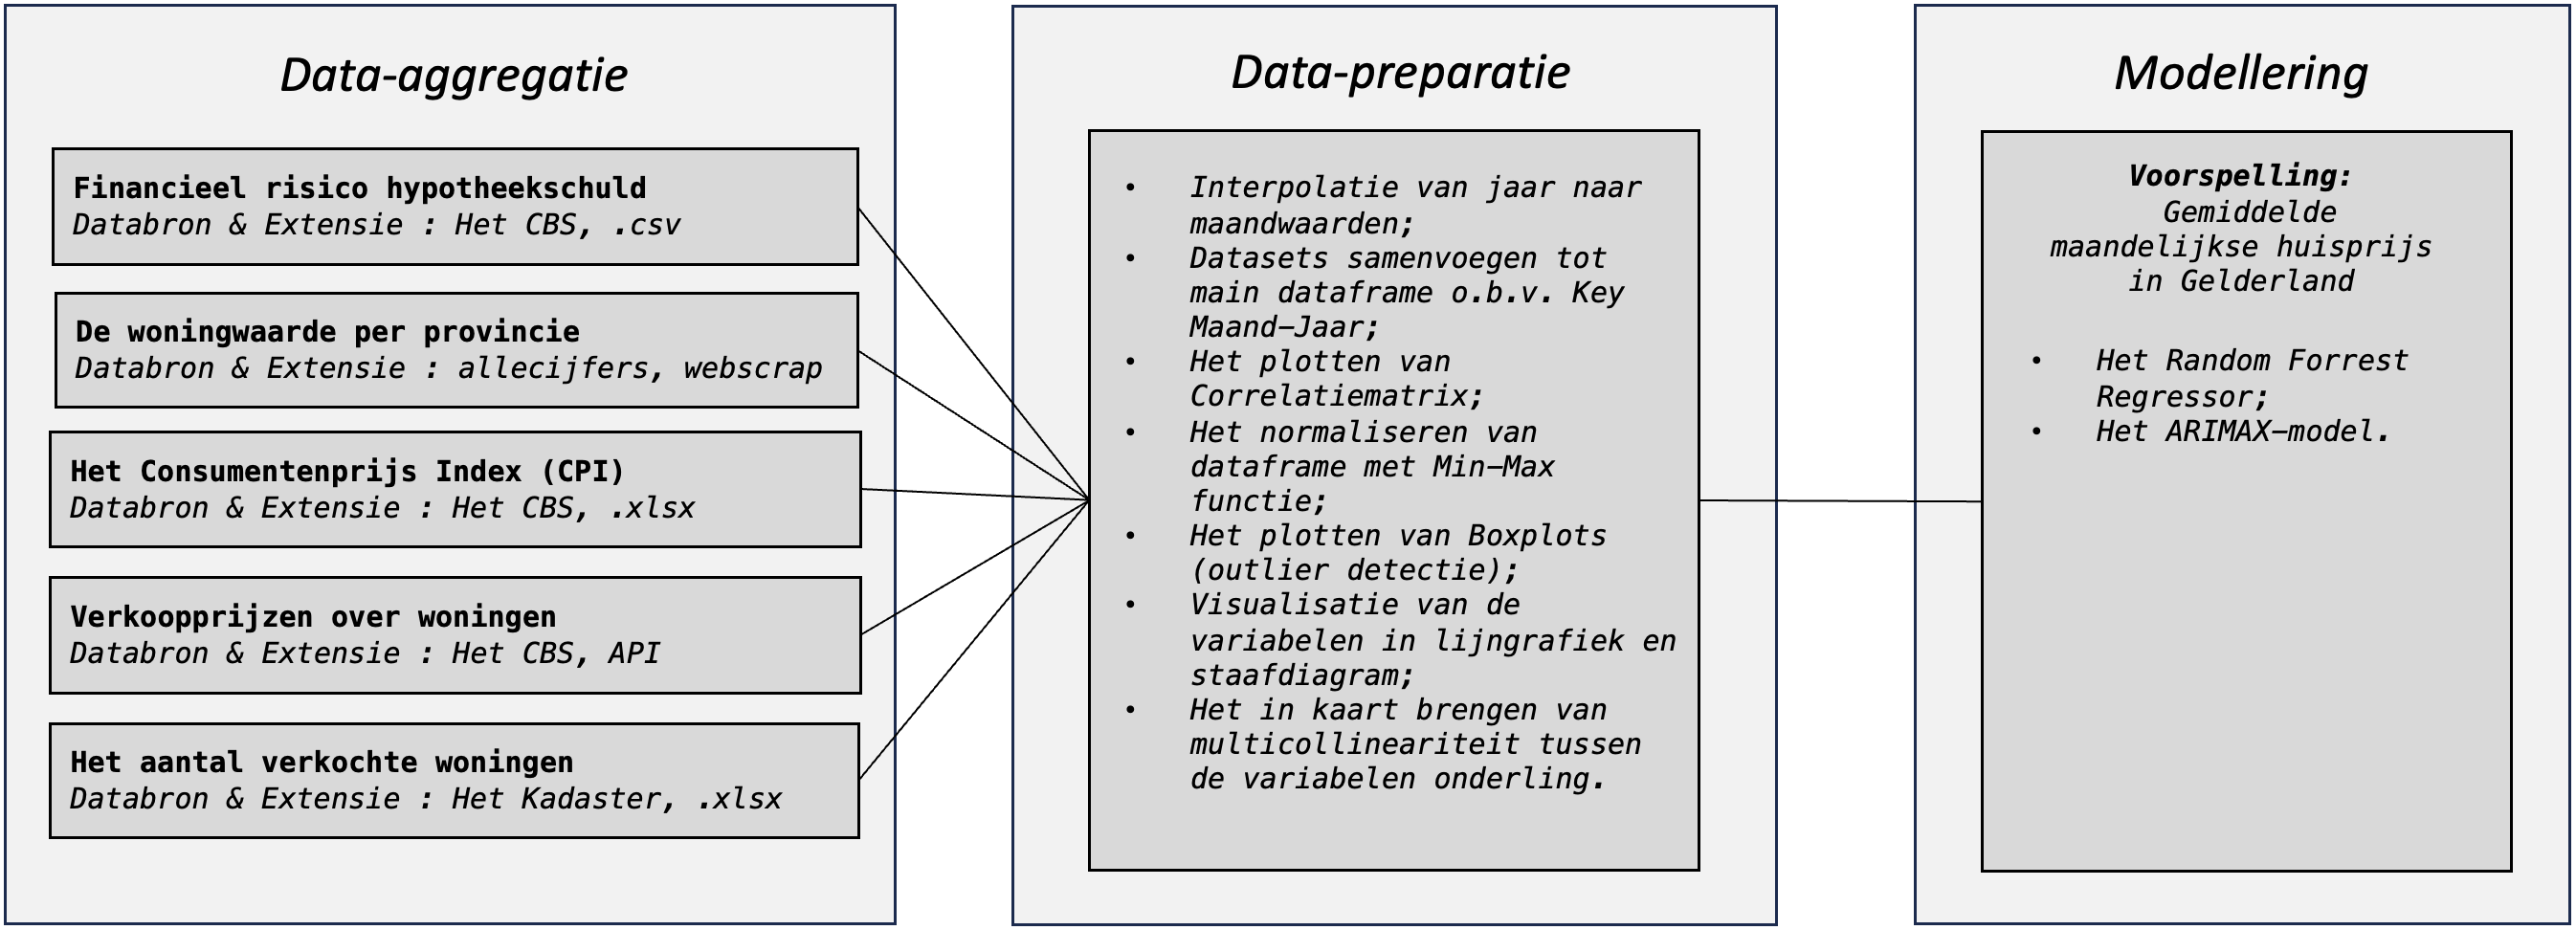 Data-aggregatie
Financieel risico hypotheekschuld
Databron & Extensie : Het CBS, .csv
De woningwaarde per provincie
Databron & Extensie : allecijfers, webscrap
Het Consumentenprijs Index (CPI)
Databron & Extensie : Het CBS, .xlsx
Verkoopprijzen over woningen
Databron & Extensie : Het CBS, API
Het aantal verkochte woningen
Databron & Extensie : Het Kadaster, .xlsx
Data-preparatie
• Interpolatie van jaar naar
maandwaarden;
• Datasets samenvoegen tot
main dataframe o.b.v. Key
Maand–Jaar;
• Het plotten van
Correlatiematrix;
• Het normaliseren van
dataframe met Min–Max
functie;
• Het plotten van Boxplots
(outlier detectie);
• Visualisatie van de
variabelen in lijngrafiek en
staafdiagram;
• Het in kaart brengen van
multicollineariteit tussen
de variabelen onderling.
Modellering
Voorspelling:
Gemiddelde
maandelijkse huisprijs
in Gelderland
• Het Random Forrest
Regressor;
• Het ARIMAX–model.